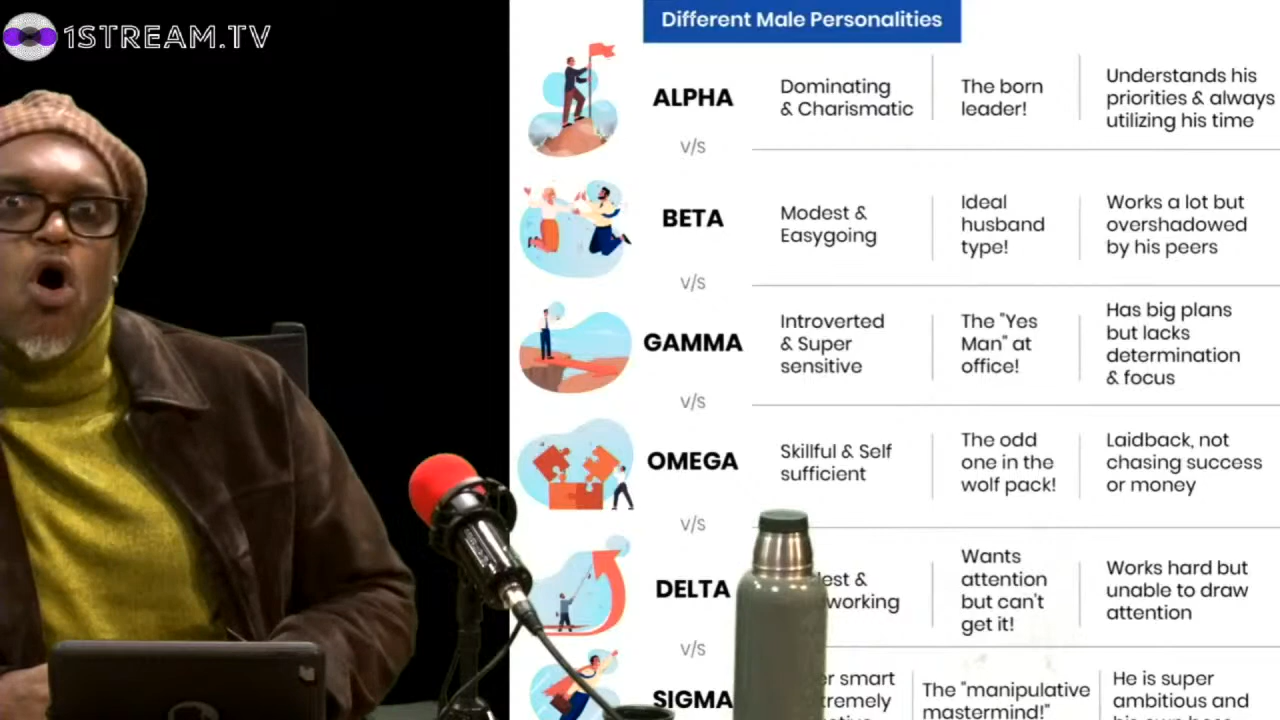 1STREAM.TV
Different Male Personalities
ALPHA
Dominating
& Charismatic
The born
leader!
Understands his
priorities & always
utilizing his time
V/S
BETA
Modest &
Easygoing
Ideal
husband
type!
Works a lot but
overshadowed
by his peers
V/S
GAMMA
Introverted
& Super
sensitive
The "Yes
Man" at
office!
Has big plans
but lacks
determination
& focus
V/S
OMEGA
Skillful & Self
sufficient
The odd
one in the
wolf pack!
Laidback, not
chasing success
or money
V/S
DELTA
&
Wants
attention
but can't
get it!
Works hard but
unable to draw
attention
V/S
SIGMA
smart
The "manipulative
mastermind!"
He is super
ambitious and